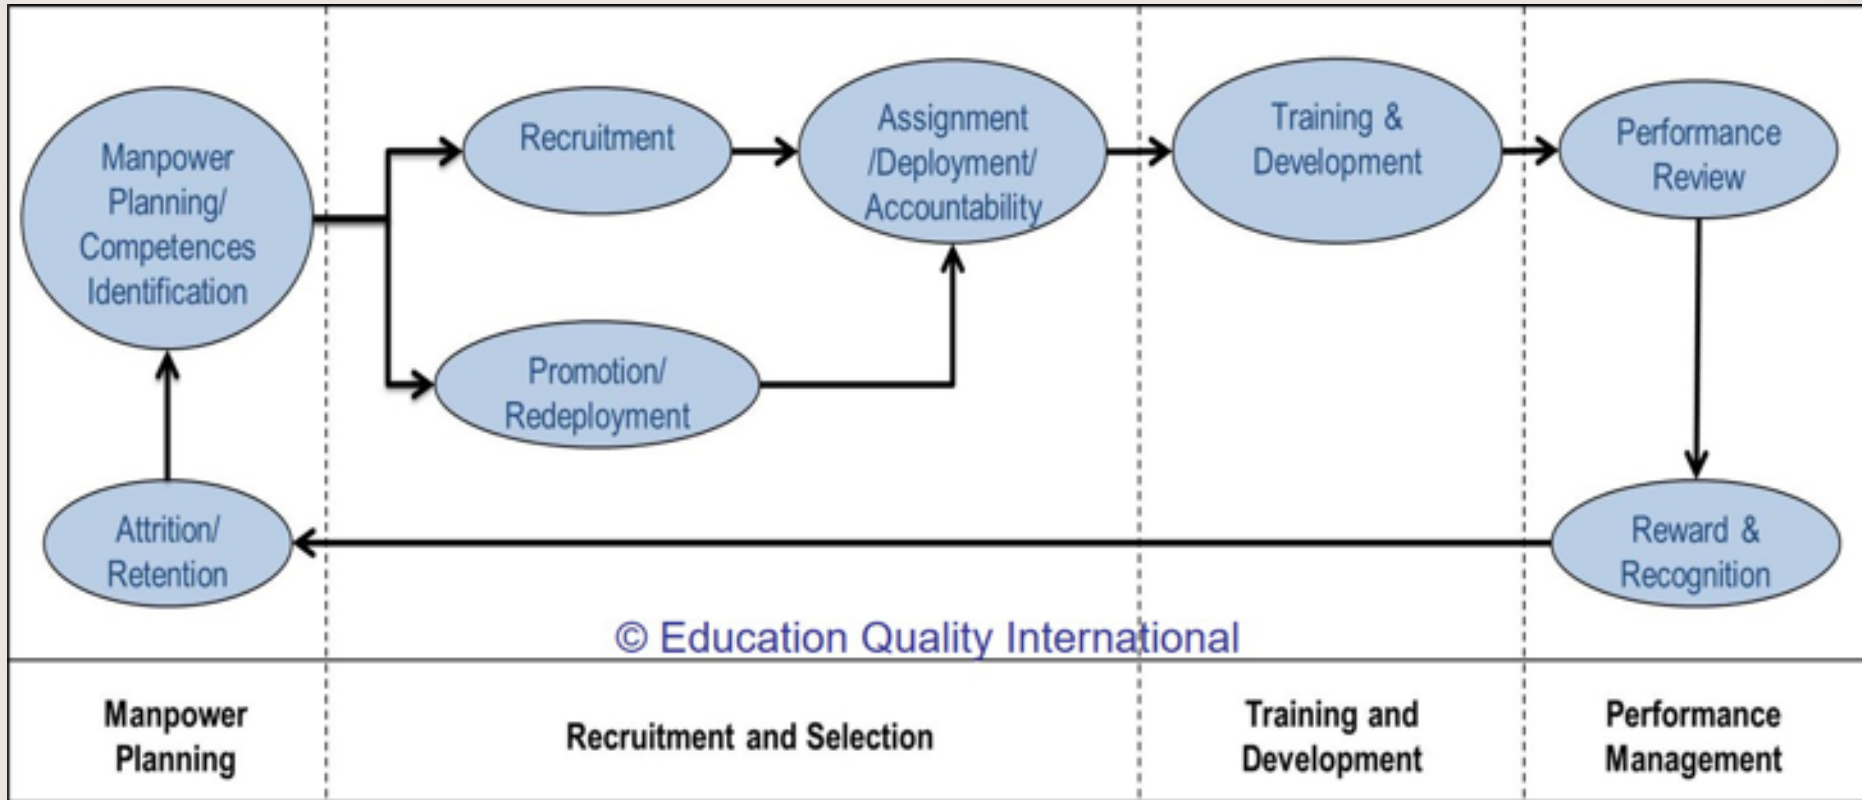 Manpower
Planning/
Competences
Identification
Recruitment
Assignment
/Deployment/
Accountability
Training &
Development
Performance
Review
Promotion/
Redeployment
Attrition/
Retention
Reward &
Recognition
© Education Quality International
Manpower
Planning
Recruitment and Selection
Training and
Development
Performance
Management